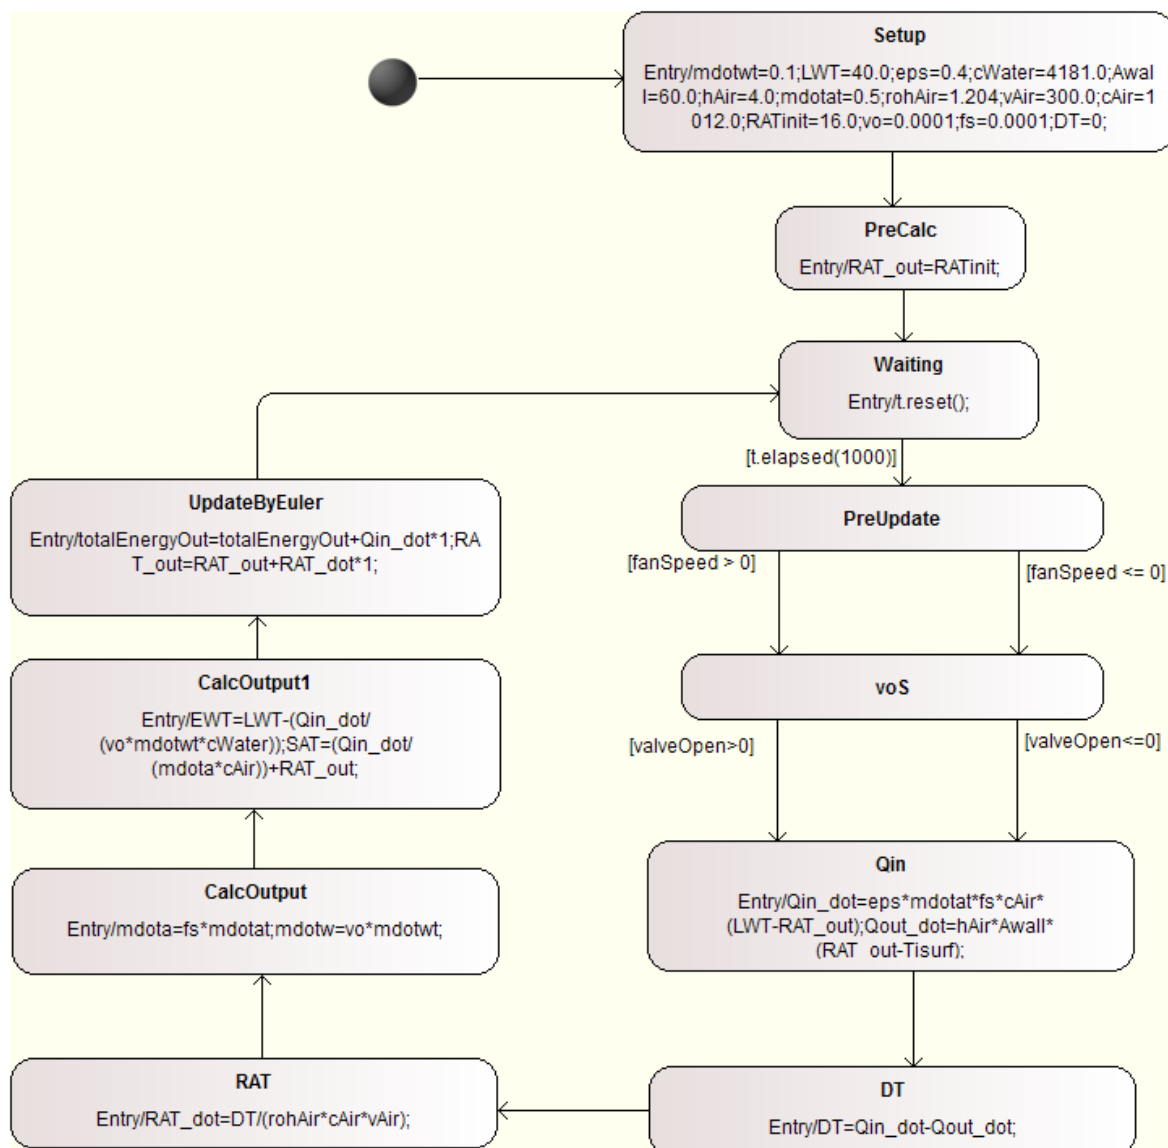 Setup
Entry/mdotwt=0.1;LWT=40.0;eps=0.4;cWater=4181.0;Awal
l=60.0;hAir=4.0;mdotat=0.5;rohAir=1.204;vAir=300.0;cAir=1
012.0;RATinit=16.0;vo=0.0001;fs=0.0001;DT=0;
PreCalc
Entry/RAT_out=RATinit;
Waiting
Entry/t.reset();
[t.elapsed(1000)]
PreUpdate
[fanSpeed > 0]
[fanSpeed <= 0]
voS
[valveOpen>0]
[valveOpen<=0]
Qin
Entry/Qin_dot=eps*mdotat*fs*cAir*
(LWT-RAT_out);Qout_dot=hAir*Awall*
(RAT_out-Tisurf);
DT
Entry/DT=Qin_dot-Qout_dot;
RAT
Entry/RAT_dot=DT/(rohAir*cAir*vAir);
CalcOutput
Entry/mdota=fs*mdotat;mdotw=vo*mdotwt;
CalcOutput1
Entry/EWT=LWT-(Qin_dot/
(vo*mdotwt*cWater));SAT=(Qin_dot/
(mdota*cAir))+RAT_out;
UpdateByEuler
Entry/totalEnergyOut=totalEnergyOut+Qin_dot*1;RA
T_out=RAT_out+RAT_dot*1;